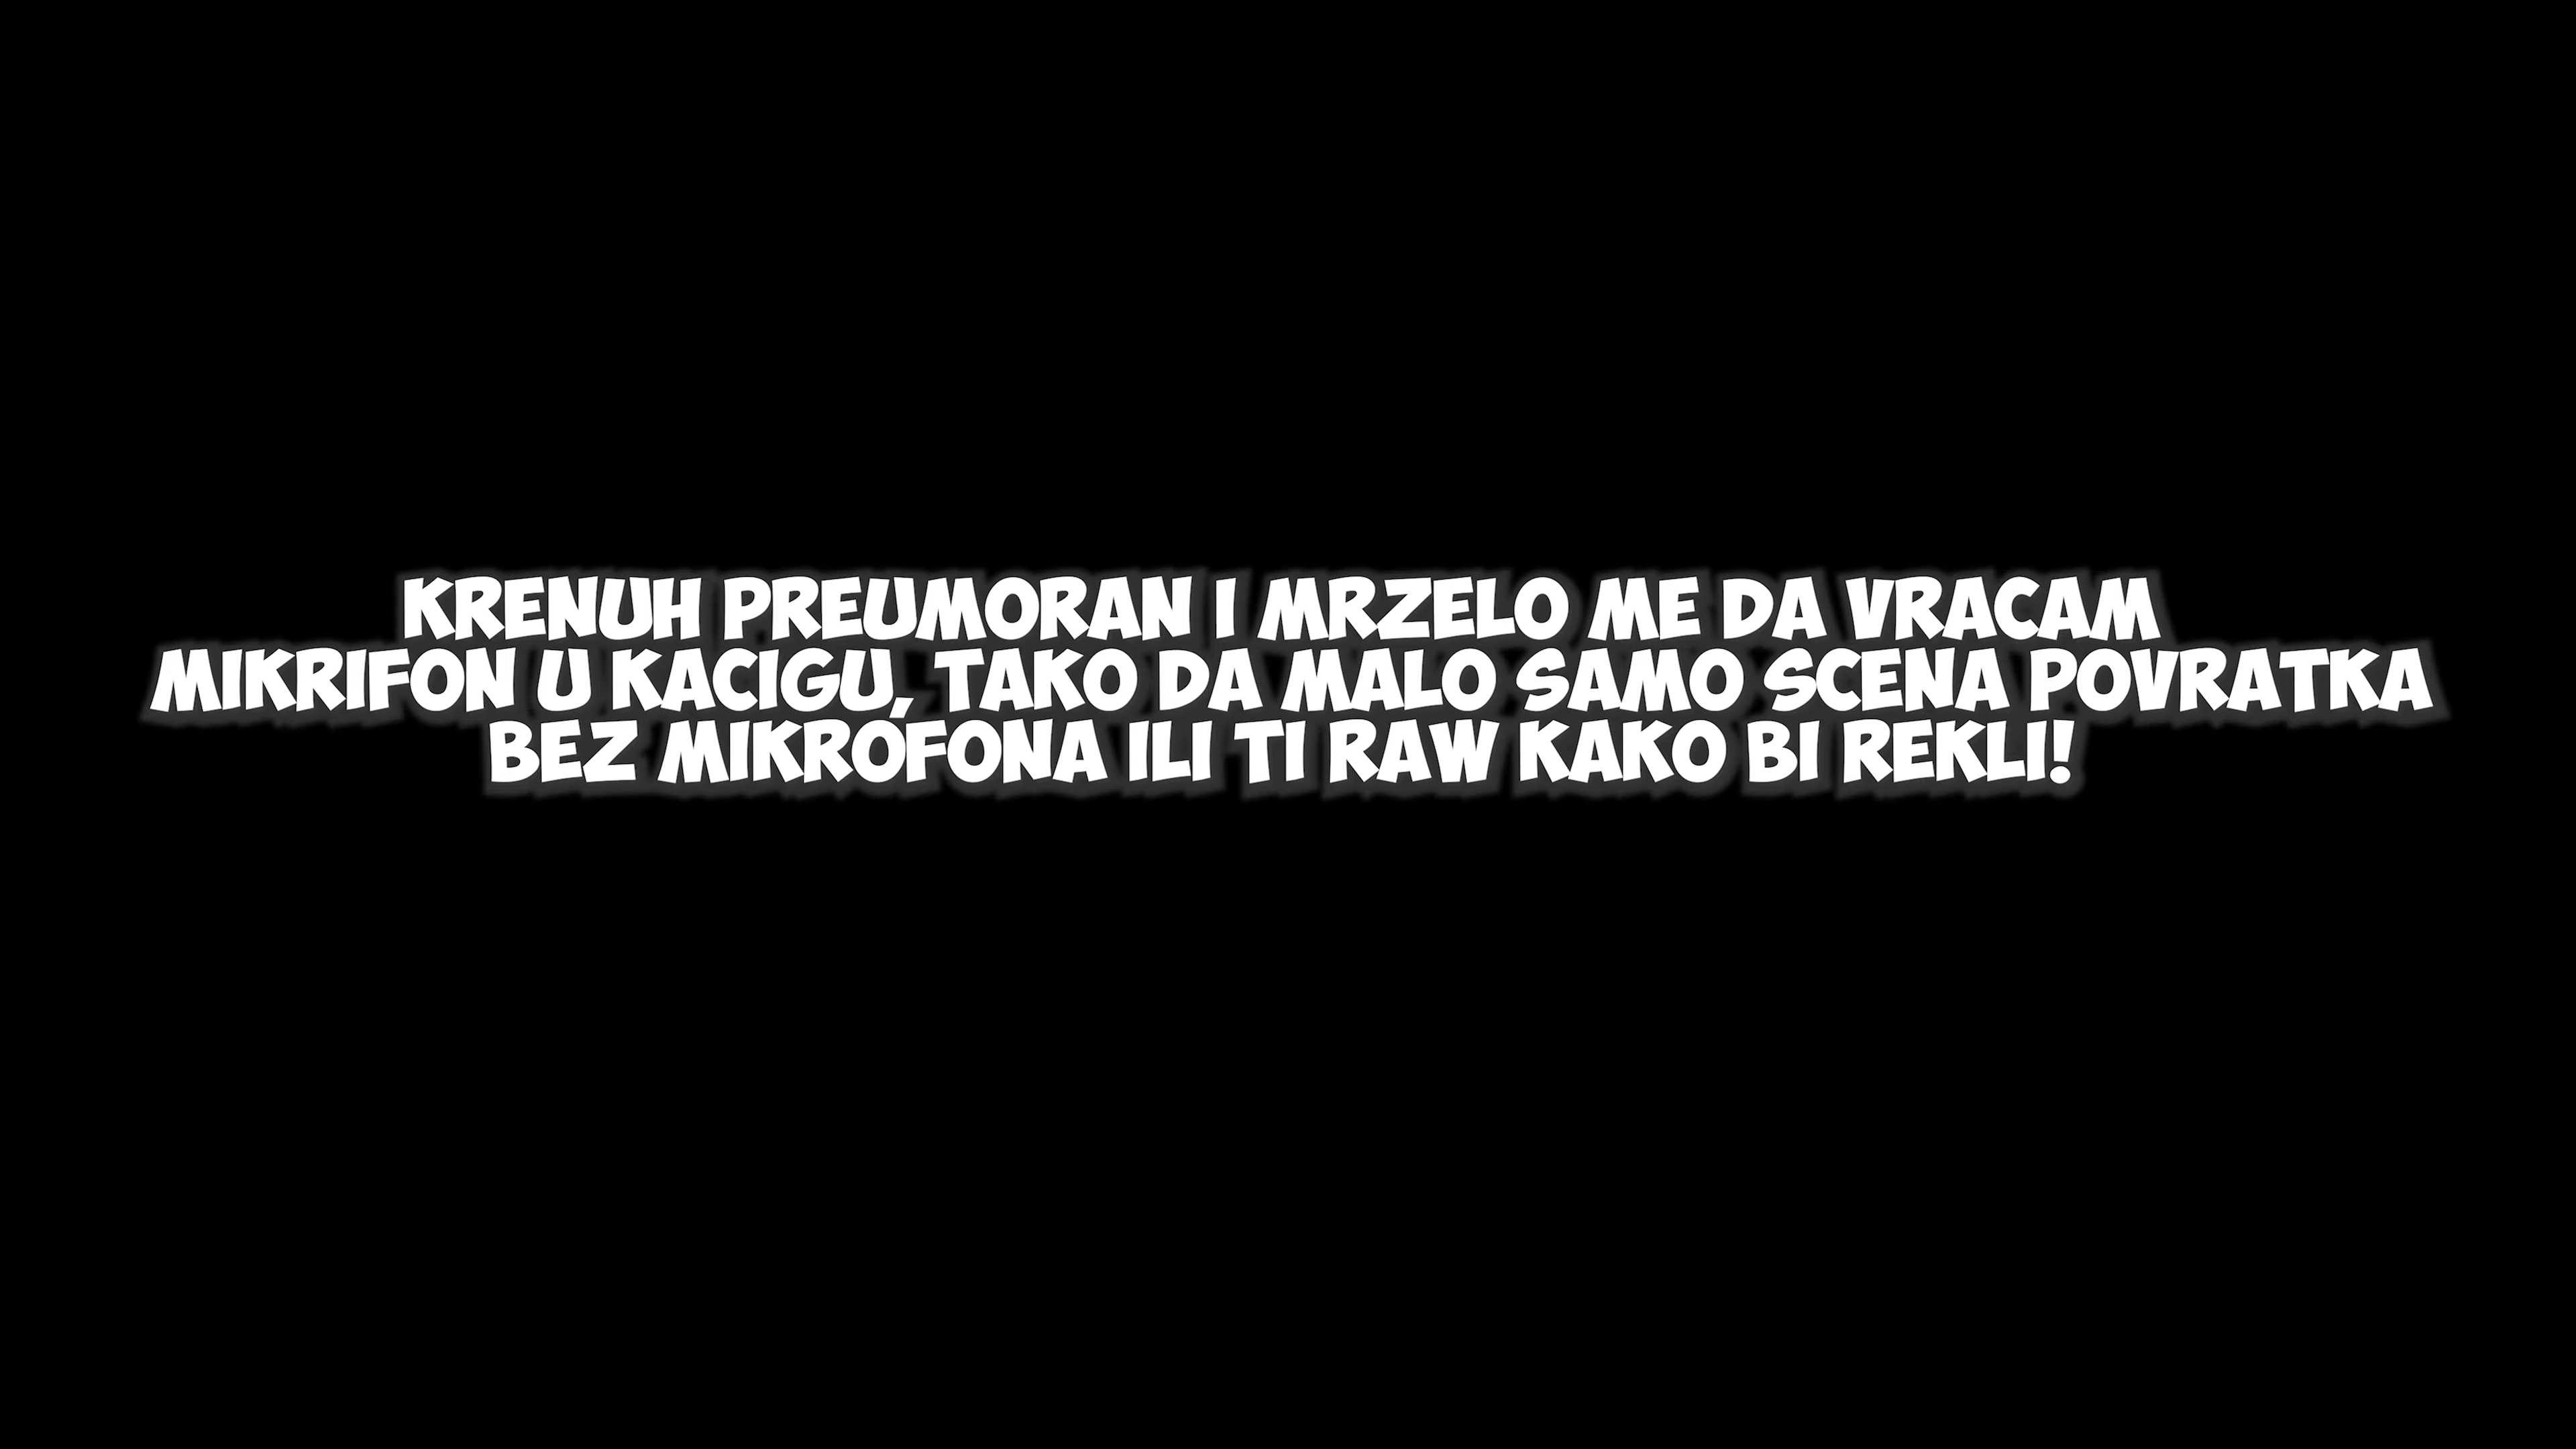 KRENUH PREUMORAN I MRZELO ME DA VRACAM
MIKRIFON U KACIGU, TAKO DA MALO SAMO SCENA POVRATKA
BEZ MIKROFONA ILI TI RAW KAKO BI REKLI!